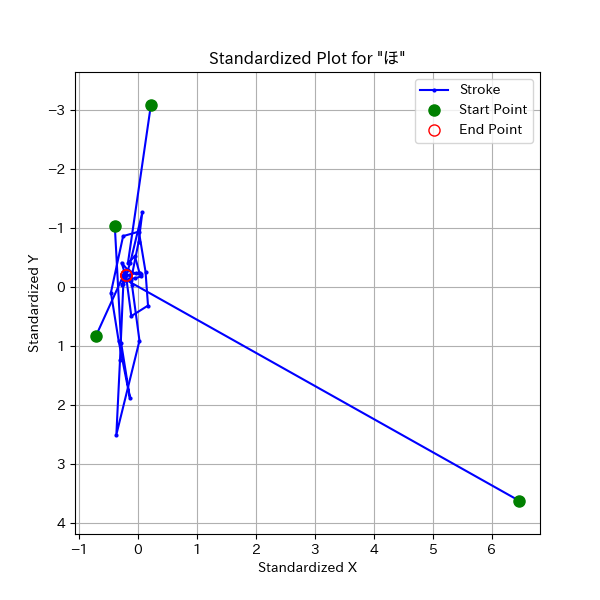 Standardized Plot for "ほ"
Stroke
Start Point
End Point
Standardized Y
−3
−2
−1
0
1
2
3
4
−1 0 1 2 3 4 5 6
Standardized X